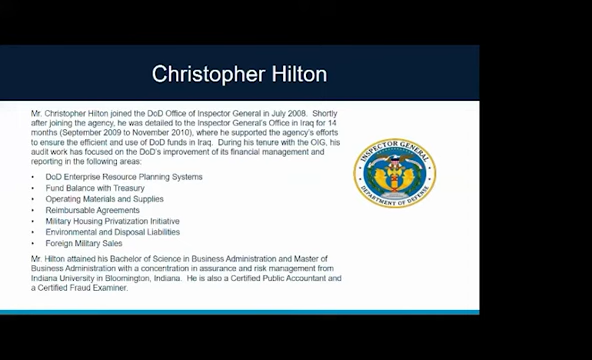 Christopher Hilton
Mr. Christopher Hilton joined the DoD Office of Inspector General in July 2008. Shortly
after joining the agency, he was detailed to the Inspector General's Office in Iraq for 14
months (September 2009 to November 2010), where he supported the agency's efforts
to ensure the efficient and use of DoD funds in Iraq. During his tenure with the OIG, his
audit work has focused on the DoD's improvement of its financial management and
reporting in the following areas:
• DoD Enterprise Resource Planning Systems
• Fund Balance with Treasury
• Operating Materials and Supplies
• Reimbursable Agreements
• Military Housing Privatization Initiative
• Environmental and Disposal Liabilities
• Foreign Military Sales
Mr. Hilton attained his Bachelor of Science in Business Administration and Master of
Business Administration with a concentration in assurance and risk management from
Indiana University in Bloomington, Indiana. He is also a Certified Public Accountant and
a Certified Fraud Examiner.
INSPECTOR GENERAL
DEPARTMENT OF DEFENSE